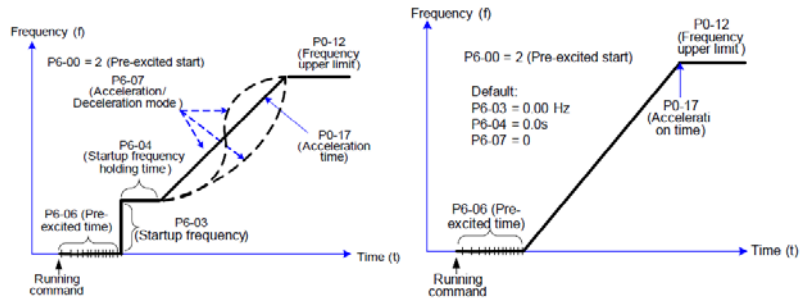 Frequency (f)
P6-00 = 2 (Pre-excited start)
P0-12
(Frequency
upper limit)
P6-07
(Acceleration/
Deceleration mode)
P6-04
(Startup frequency
holding time)
P0-17
(Acceleration
time)
P6-06 (Pre-
excited time)
P6-03
(Startup frequency)
Time (t)
Running
command
Frequency (f)
P0-12
(Frequency
upper limit)
P6-00 = 2 (Pre-excited start)
Default:
P6-03 = 0.00 Hz
P6-04 = 0.0s
P6-07 = 0
P0-17
(Accelerati
on time)
P6-06 (Pre-
excited time)
Time (t)
Running
command